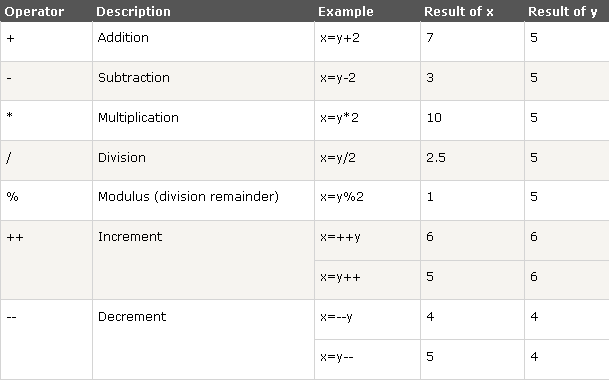 Operator Description Example Result of x Result of y
+ Addition x=y+2 7 5
- Subtraction x=y-2 3 5
* Multiplication x=y*2 10 5
/ Division x=y/2 2.5 5
% Modulus (division remainder) x=y%2 1 5
++ Increment x=++y 6 6
x=y++ 5 6
-- Decrement x=--y 4 4
x=y-- 5 4